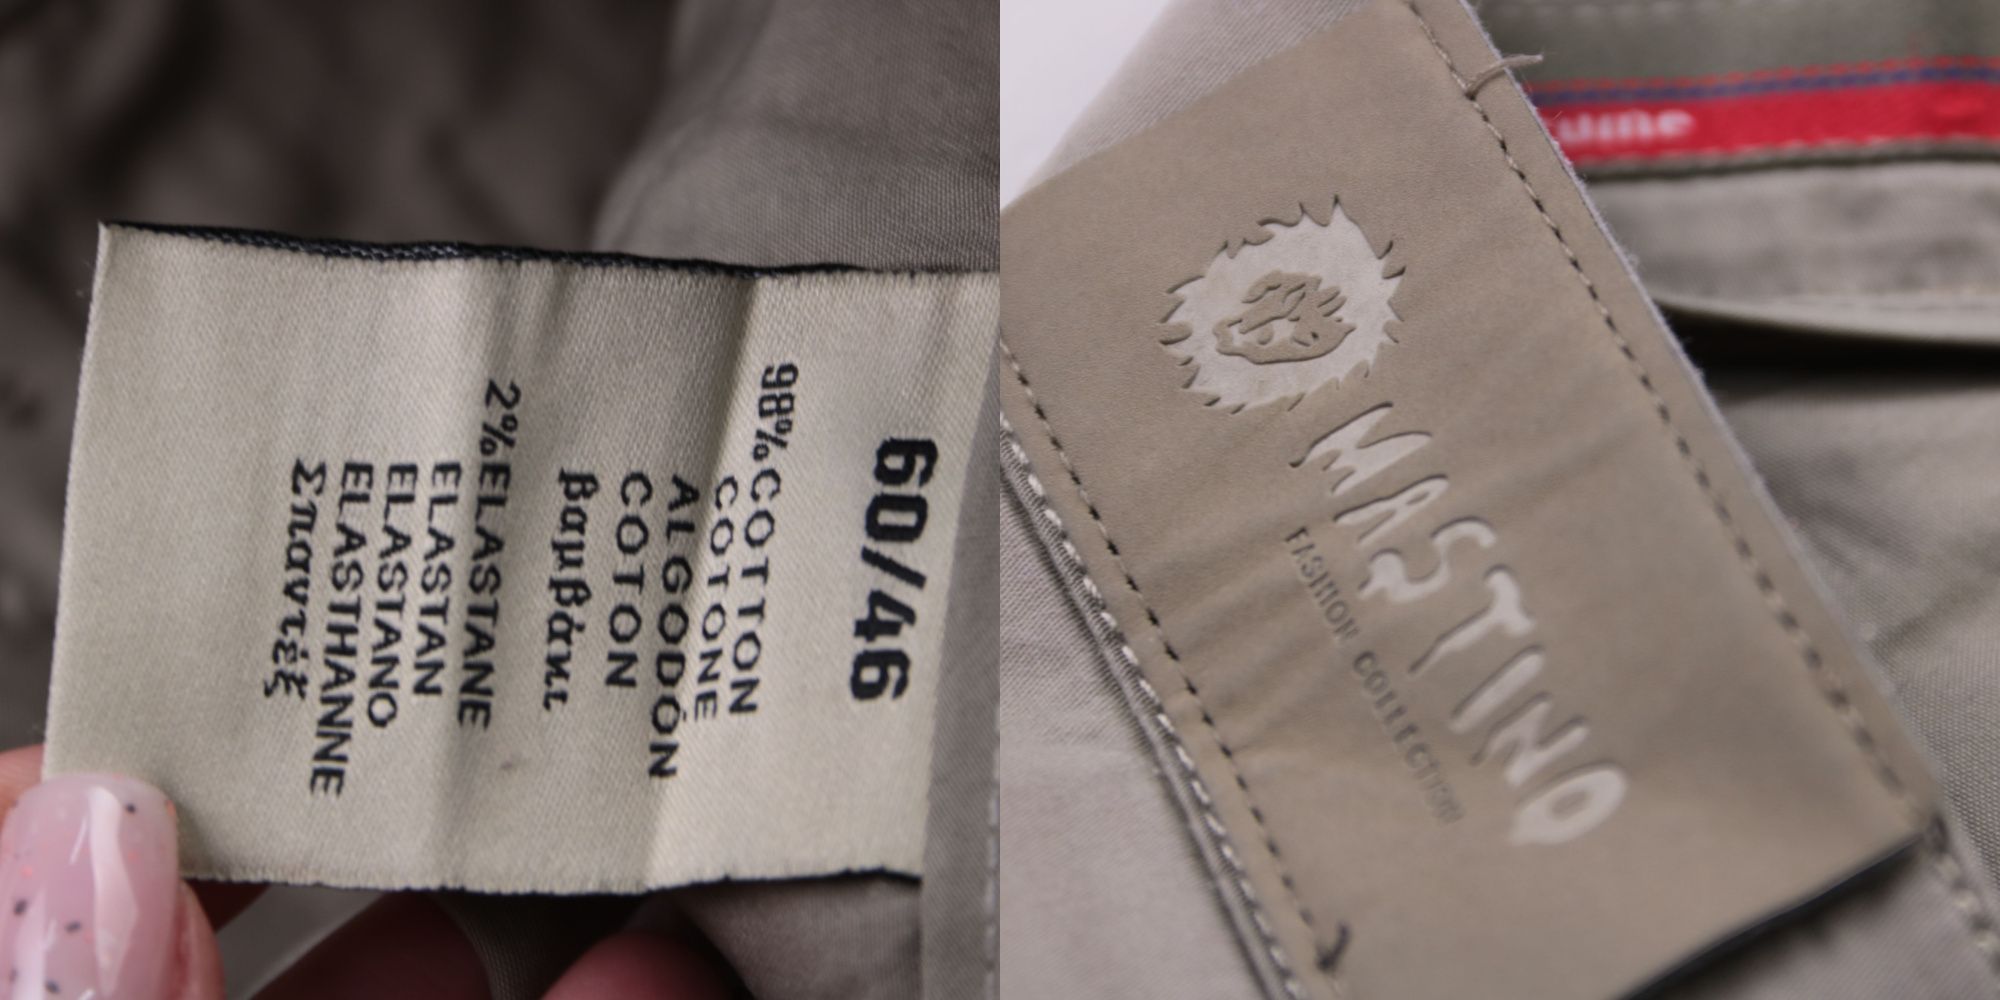 60/46
98%COTTON
COTONE
ALGODÓN
COTON
βαμβάκι
2%ELASTANE
ELASTAN
ELASTANO
ELASTHANNE
Σπαντέξ
MASTINO
FASHION COLLECTION